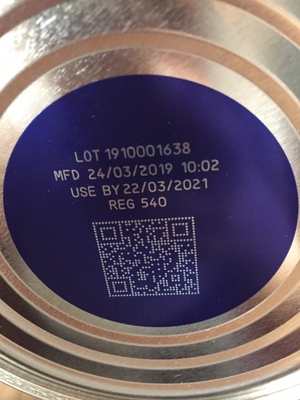 LOT 1910001638
MFD 24/03/2019 10:02
USE BY 22/03/2021
REG 540